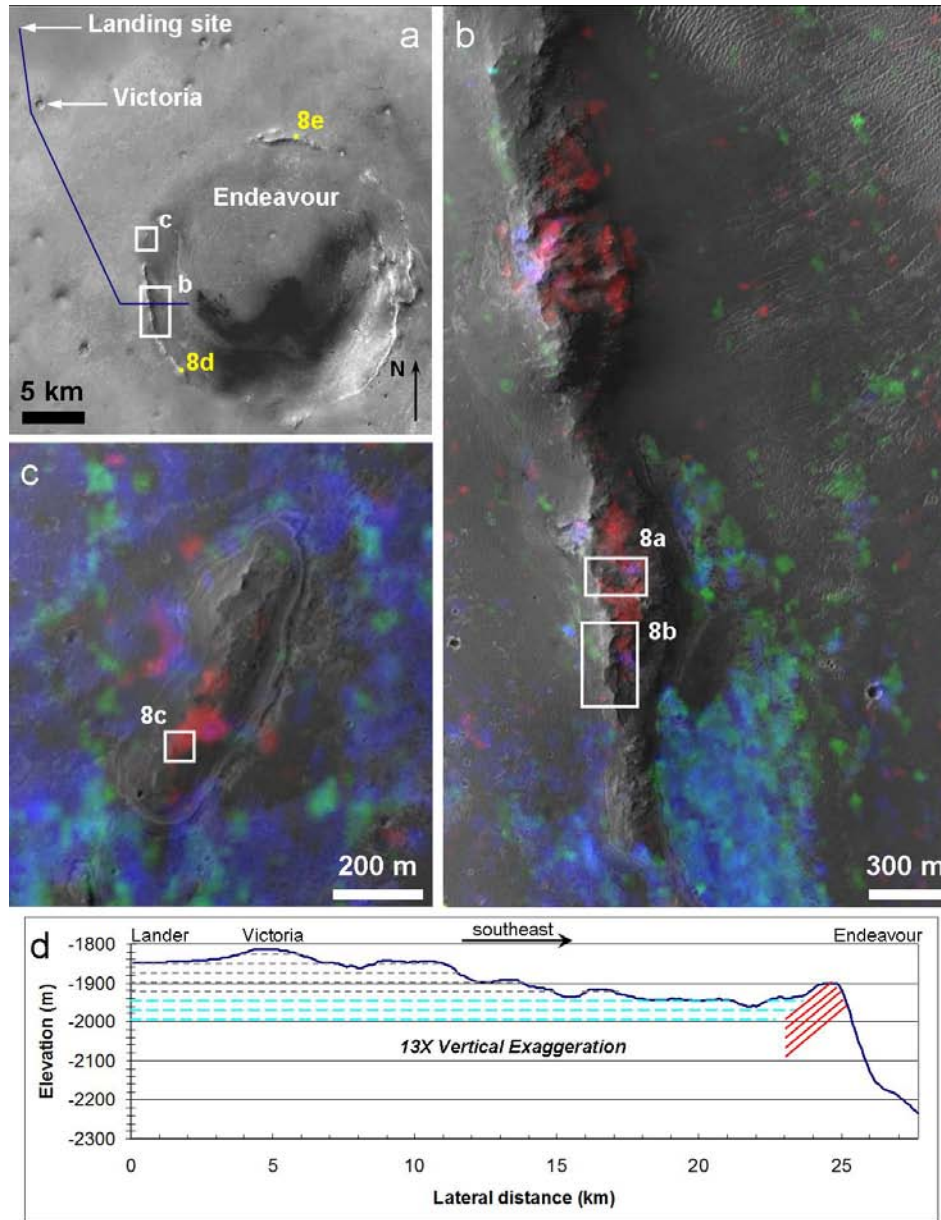 a
Landing site
Victoria
8e
Endeavour
c
b
8d
N
5 km
b
8a
8b
300 m
c
8c
200 m
d
Lander
Victoria
southeast
Endeavour
-1800
-1900
-2000
-2100
-2200
-2300
Elevation (m)
13X Vertical Exaggeration
0
5
10
15
20
25
Lateral distance (km)